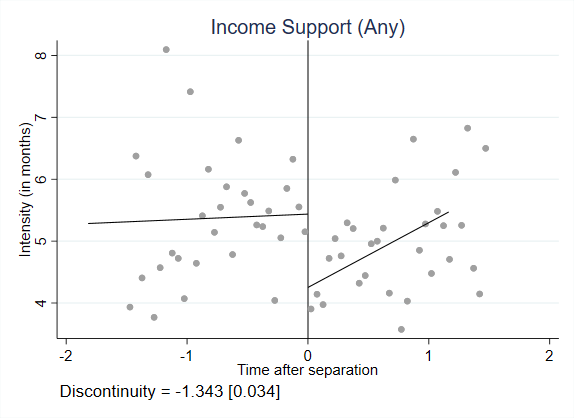 Income Support (Any)
Intensity (in months)
8
7
6
5
4
-2 -1 0 1 2
Time after separation
Discontinuity = -1.343 [0.034]